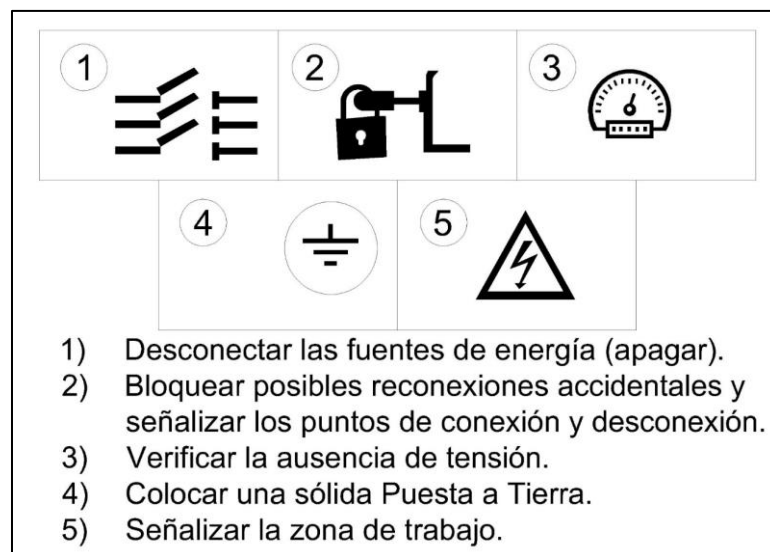 1
2
3
4
5
1) Desconectar las fuentes de energía (apagar).
2) Bloquear posibles reconexiones accidentales y
señalizar los puntos de conexión y desconexión.
3) Verificar la ausencia de tensión.
4) Colocar una sólida Puesta a Tierra.
5) Señalizar la zona de trabajo.